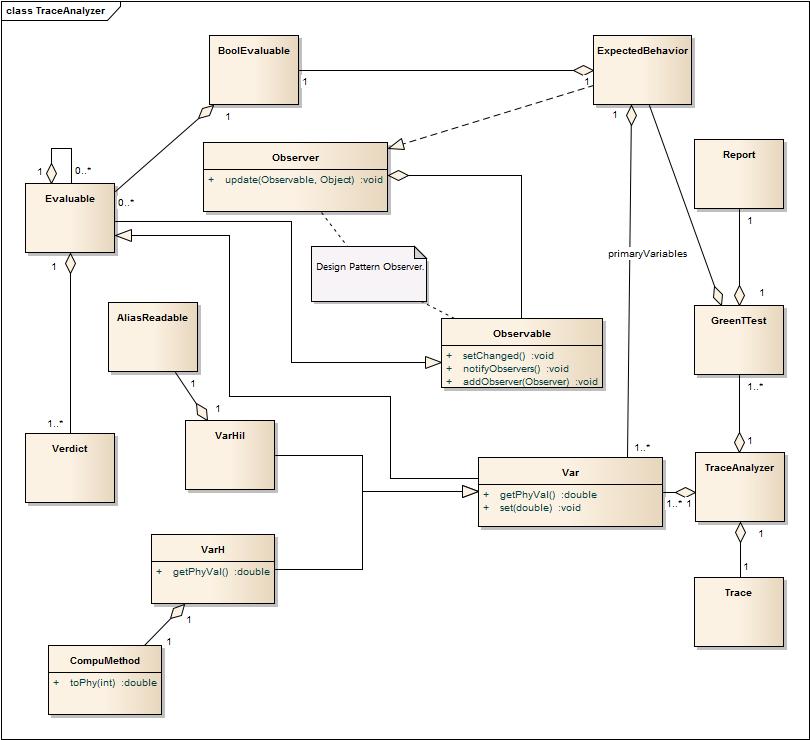 class TraceAnalyzer
BoolEvaluable
1
1
ExpectedBehavior
1
1
Observer
+ update(Observable, Object) :void
Report
1
1
0..*
Evaluable
0..*
1
Design Pattern Observer.
primaryVariables
1
GreenTTest
1..*
AliasReadable
1
1
Observable
+ setChanged() :void
+ notifyObservers() :void
+ addObserver(Observer) :void
VarHil
1..*
Verdict
1..*
Var
+ getPhyVal() :double
+ set(double) :void
1
TraceAnalyzer
1..*
1
1
VarH
+ getPhyVal() :double
1
1
1
Trace
CompuMethod
+ toPhy(int) :double